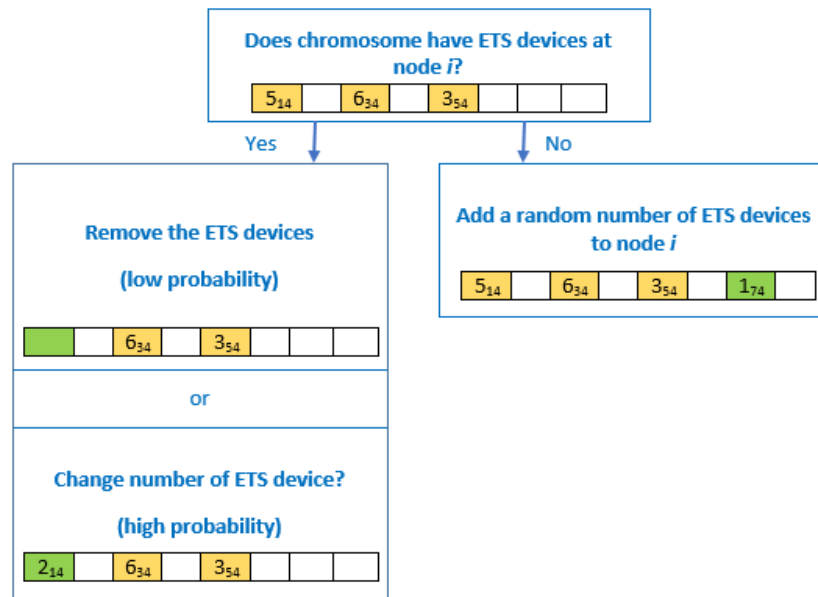 Does chromosome have ETS devices at
node i?
5₁₄ 6₃₄ 3₅₄
Yes
No
Remove the ETS devices
(low probability)
6₃₄ 3₅₄
or
Change number of ETS device?
(high probability)
2₁₄ 6₃₄ 3₅₄
Add a random number of ETS devices
to node i
5₁₄ 6₃₄ 3₅₄ 1₇₄